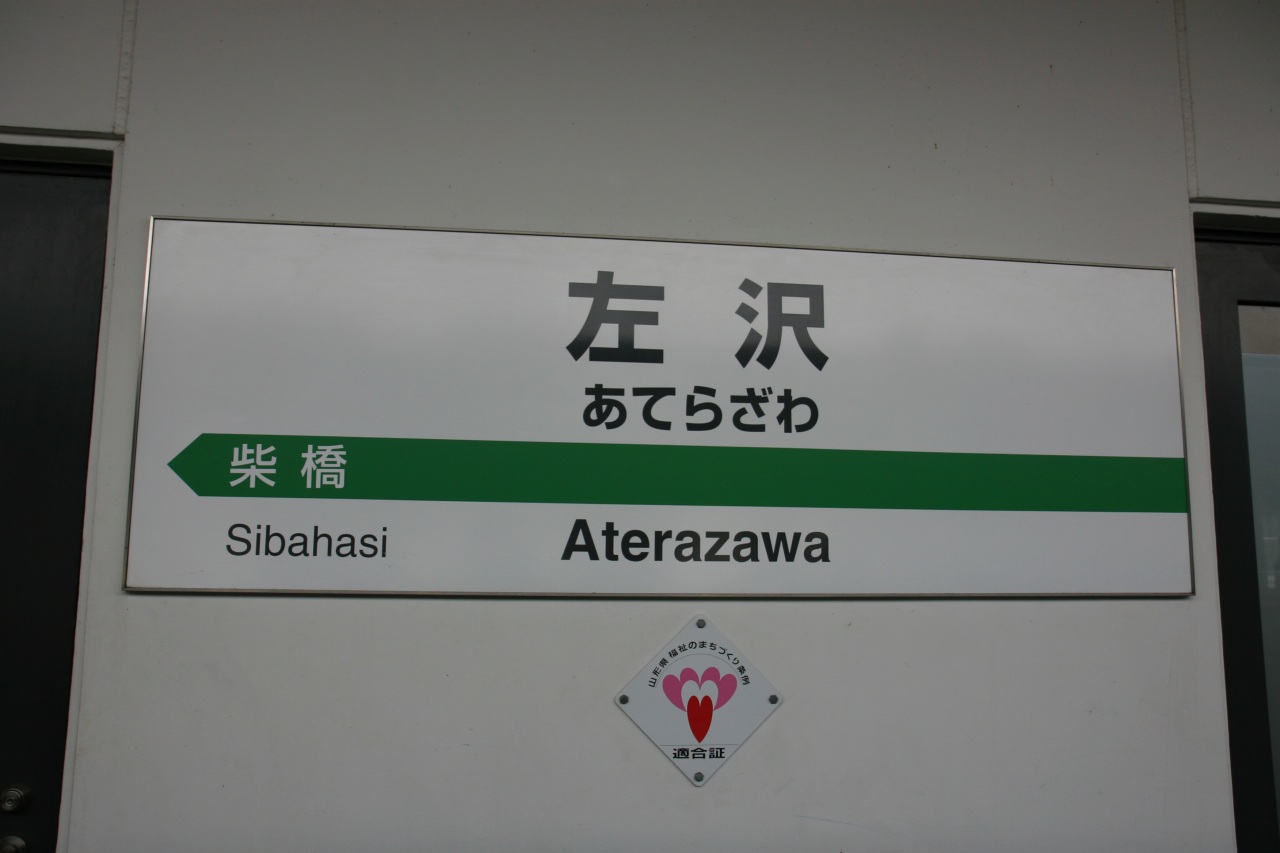 左沢
あてらざわ
柴橋
Sibahasi
Aterazawa
山形県 福祉のまちづくり条例
適合証